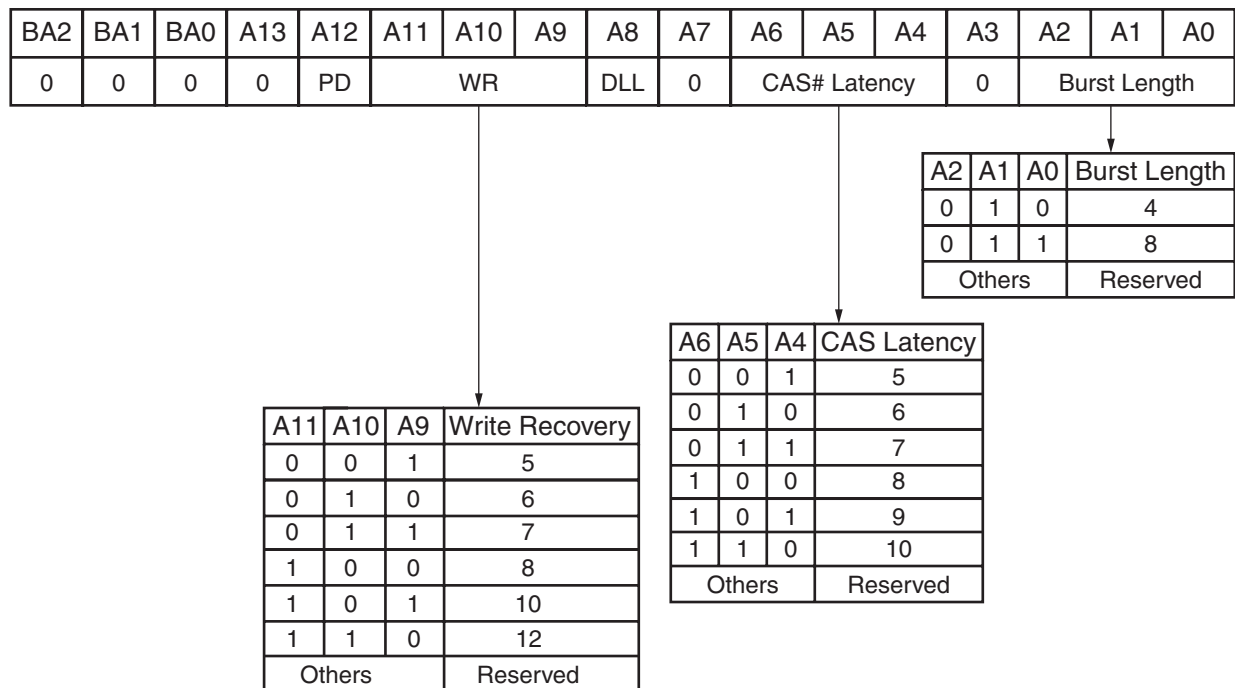 BA2 BA1 BA0 A13 A12 A11 A10 A9 A8 A7 A6 A5 A4 A3 A2 A1 A0
0 0 0 0 PD WR DLL 0 CAS# Latency 0 Burst Length
A2 A1 A0 Burst Length
0 1 0 4
0 1 1 8
Others Reserved
A6 A5 A4 CAS Latency
0 0 1 5
0 1 0 6
0 1 1 7
1 0 0 8
1 0 1 9
1 1 0 10
Others Reserved
A11 A10 A9 Write Recovery
0 0 1 5
0 1 0 6
0 1 1 7
1 0 0 8
1 0 1 10
1 1 0 12
Others Reserved